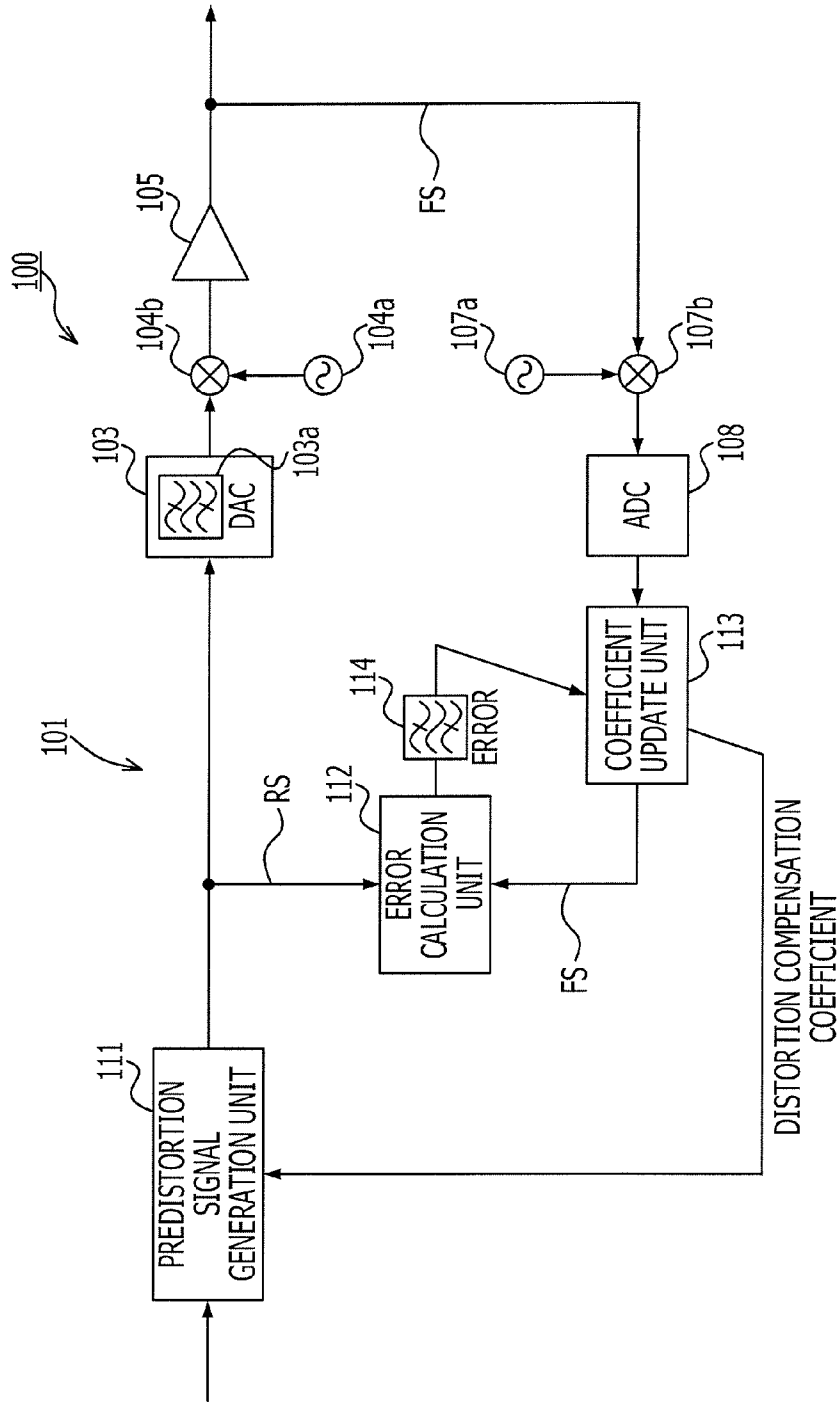 100
101
111
PREDISTORTION
SIGNAL
GENERATION UNIT
RS
103
103a
DAC
104b
104a
105
FS
112
ERROR
CALCULATION
UNIT
114
ERROR
107a
107b
108
ADC
COEFFICIENT
UPDATE UNIT
113
FS
DISTORTION COMPENSATION
COEFFICIENT